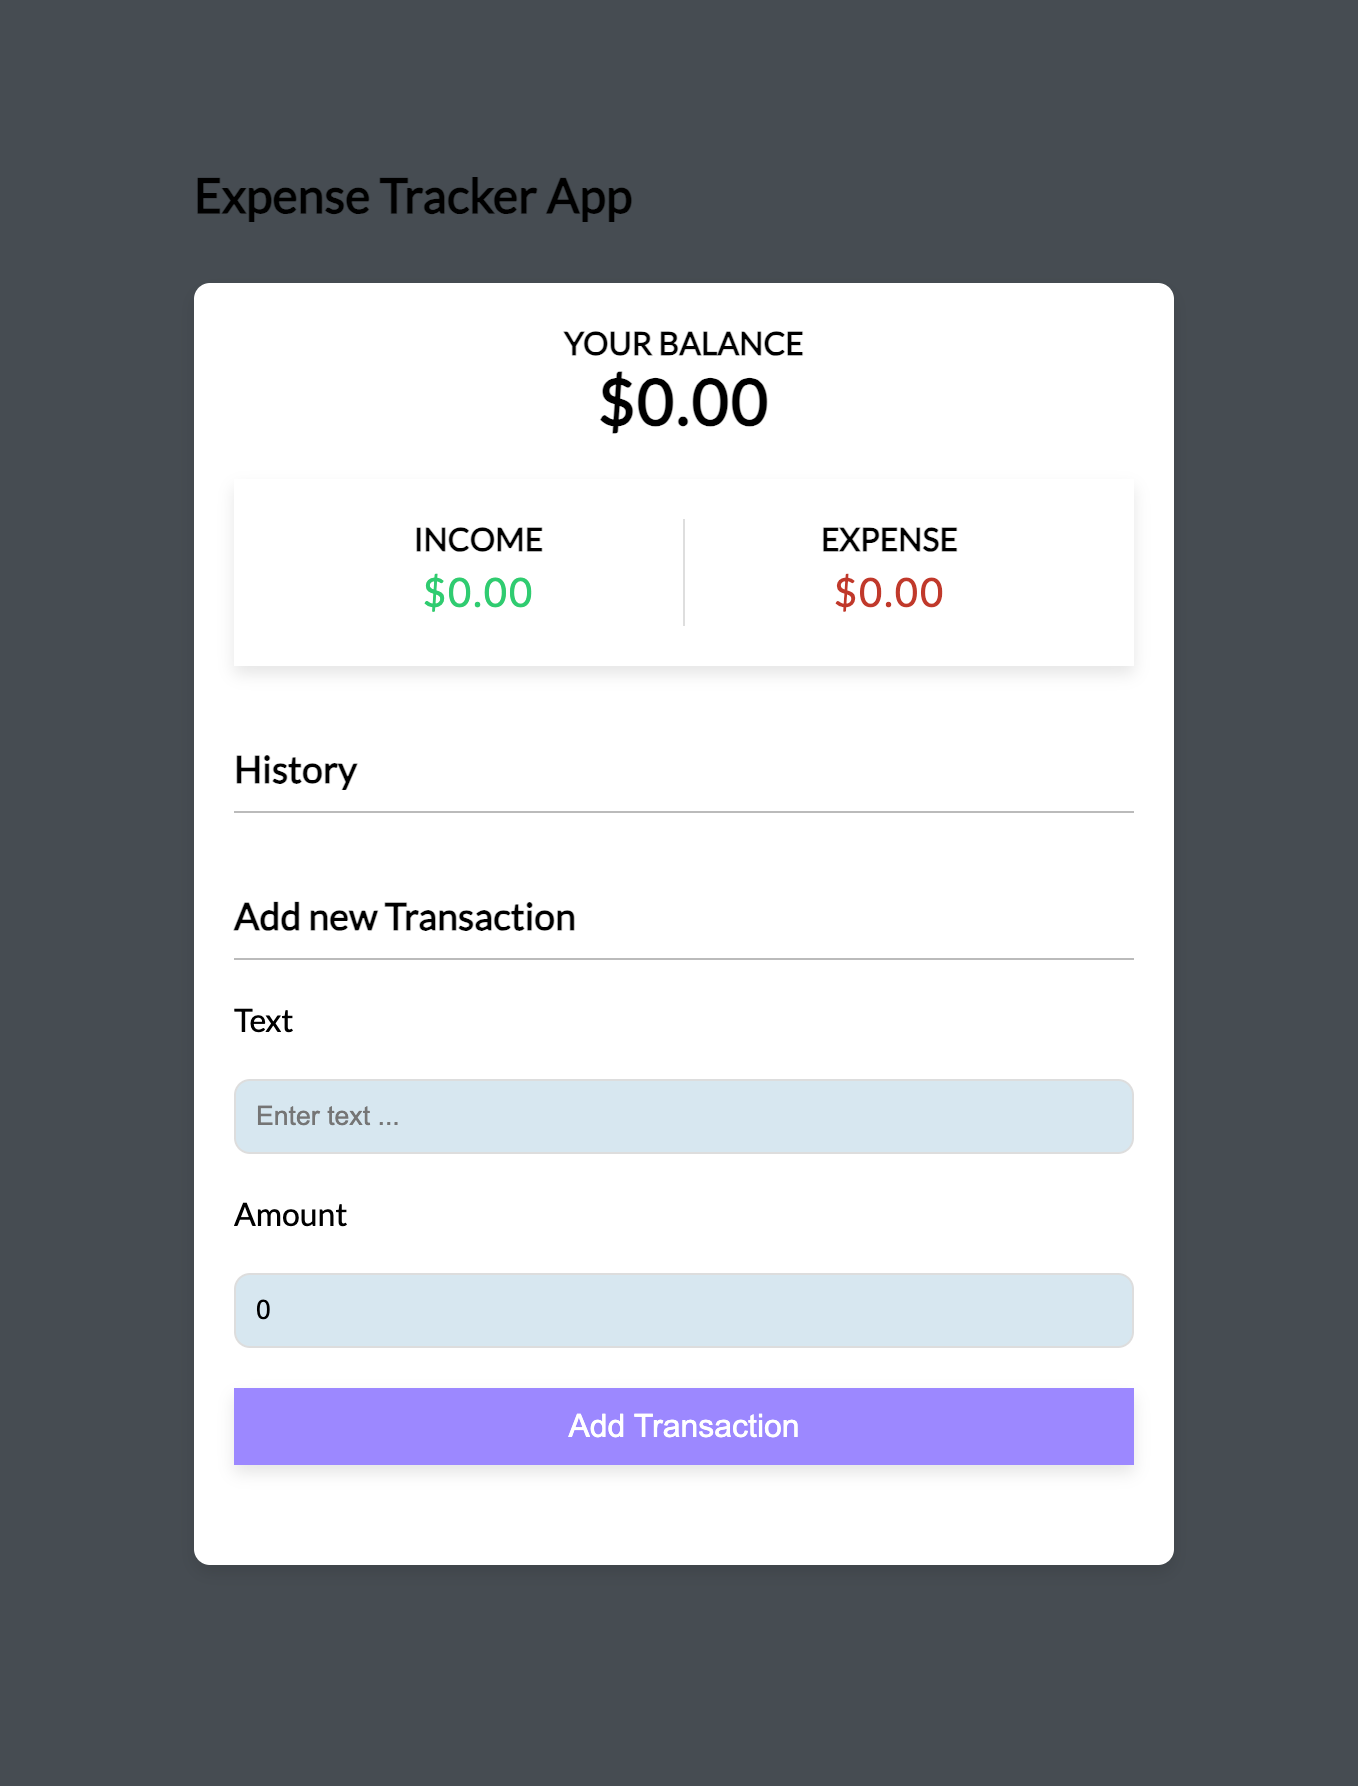 Expense Tracker App
YOUR BALANCE
$0.00
INCOME
EXPENSE
$0.00
$0.00
History
Add new Transaction
Text
Enter text ...
Amount
0
Add Transaction